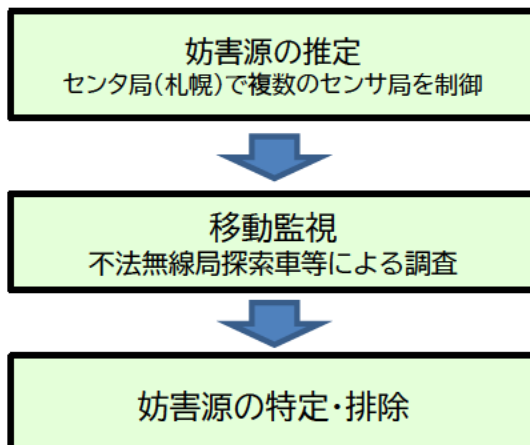 妨害源の推定
センタ局(札幌)で複数のセンサ局を制御
移動監視
不法無線局探索車等による調査
妨害源の特定・排除